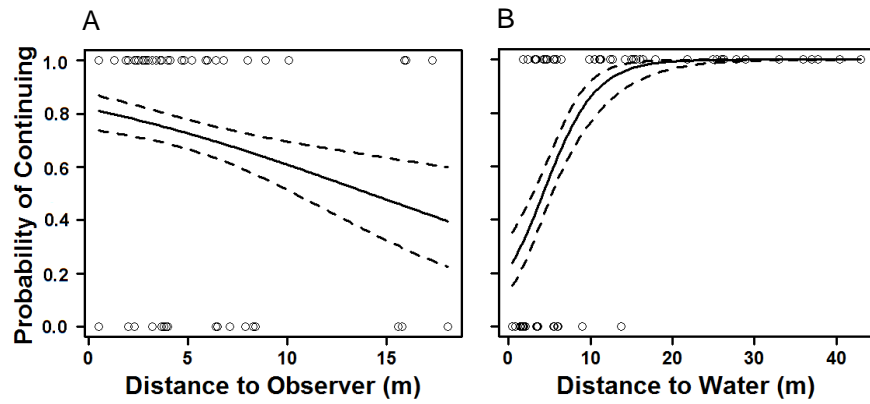 A
B
Probability of Continuing
1.0
0.8
0.6
0.4
0.2
0.0
0 5 10 15
0 10 20 30 40
Distance to Observer (m)
Distance to Water (m)